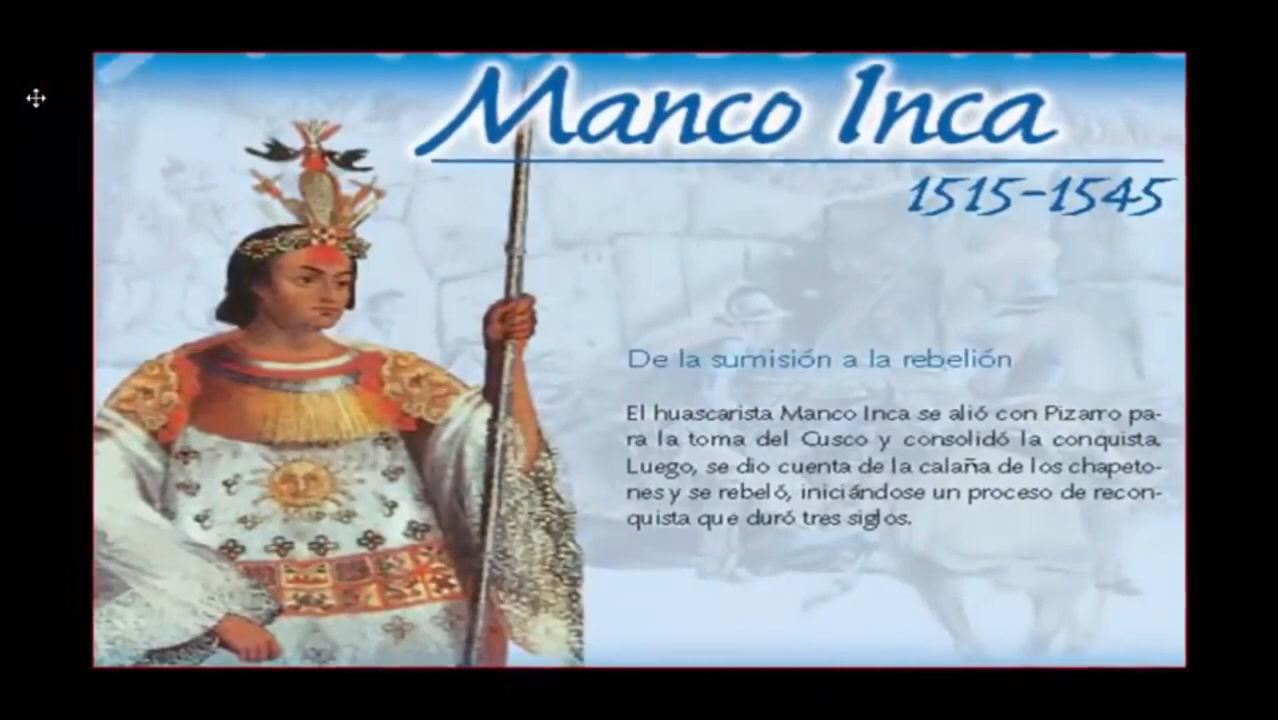 Manco Inca
1515-1545
De la sumisión a la rebelión
El huascarista Manco Inca se alió con Pizarro pa-
ra la toma del Cusco y consolidó la conquista.
Luego, se dio cuenta de la calaña de los chapeto-
nes y se rebeló, iniciándose un proceso de recon-
quista que duró tres siglos.